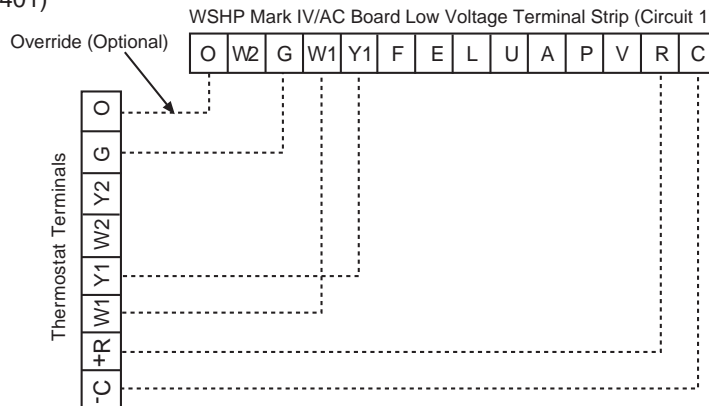 401)
WSHP Mark IV/AC Board Low Voltage Terminal Strip (Circuit 1
Override (Optional)
O W2 G W1 Y1 F E L U A P V R C
Thermostat Terminals
O
G
Y2
W2
Y1
W1
+R
-C